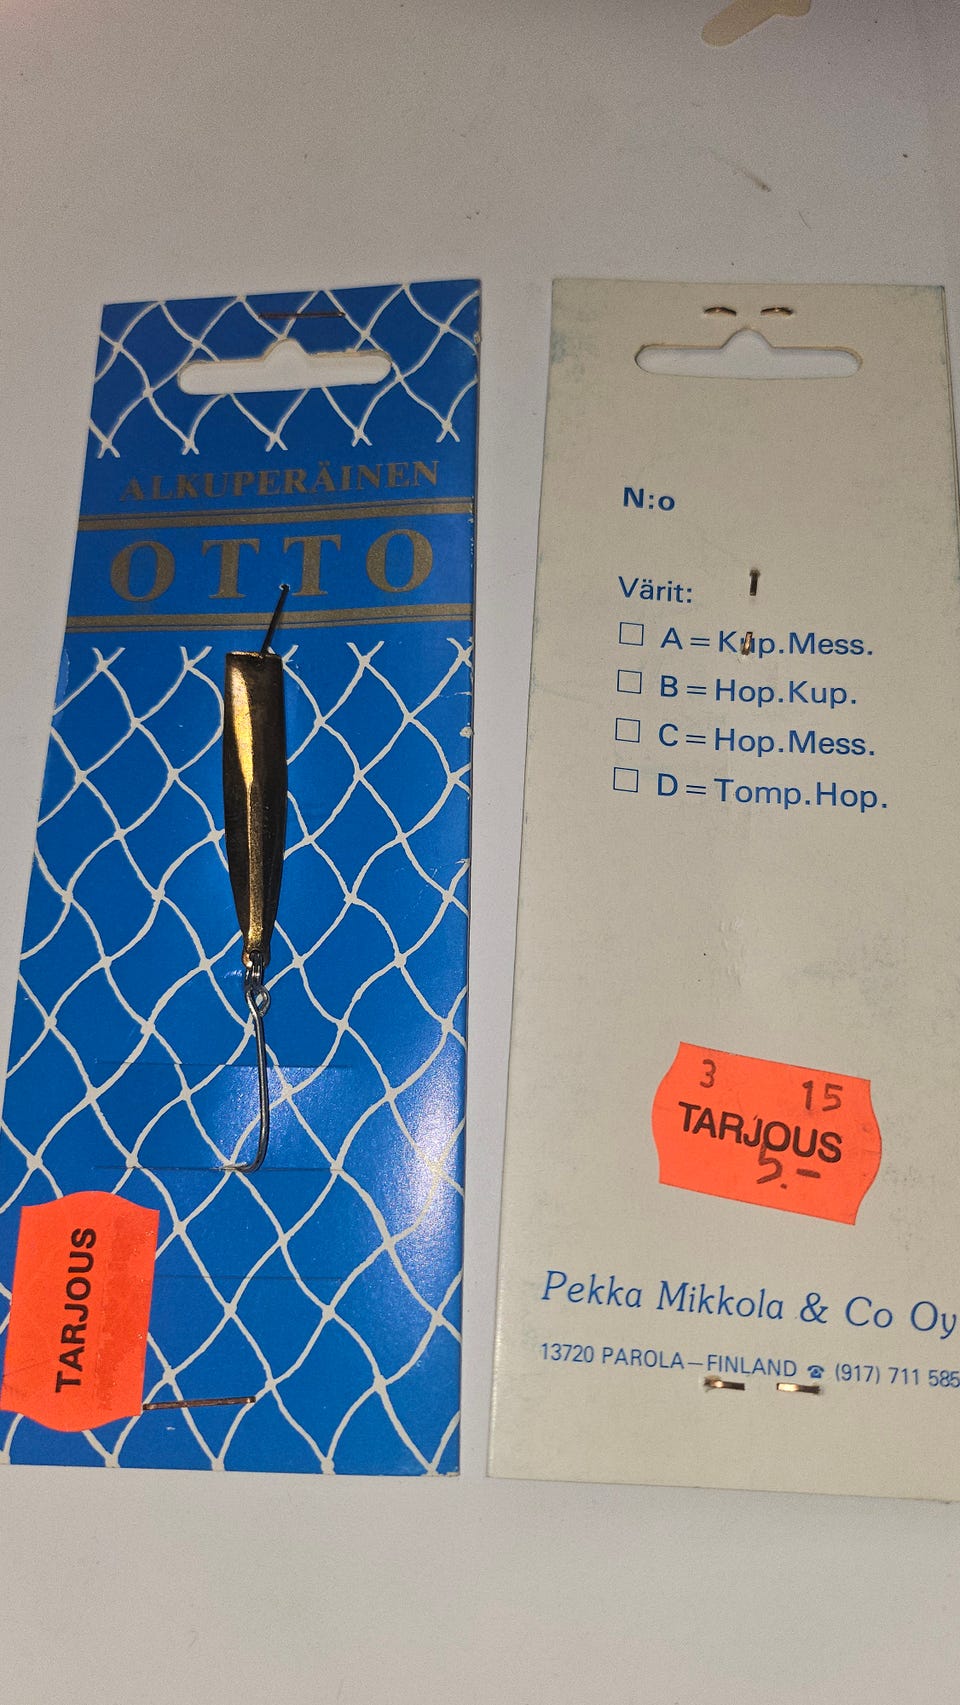 ALKUPERÄINEN
OTTO
TARJOUS
N:o
Värit:
A = Kup.Mess.
B = Hop.Kup.
C = Hop.Mess.
D = Tomp.Hop.
3 15
TARJOUS
5.-
Pekka Mikkola & Co Oy
13720 PAROLA—FINLAND ☎ (917) 711 585